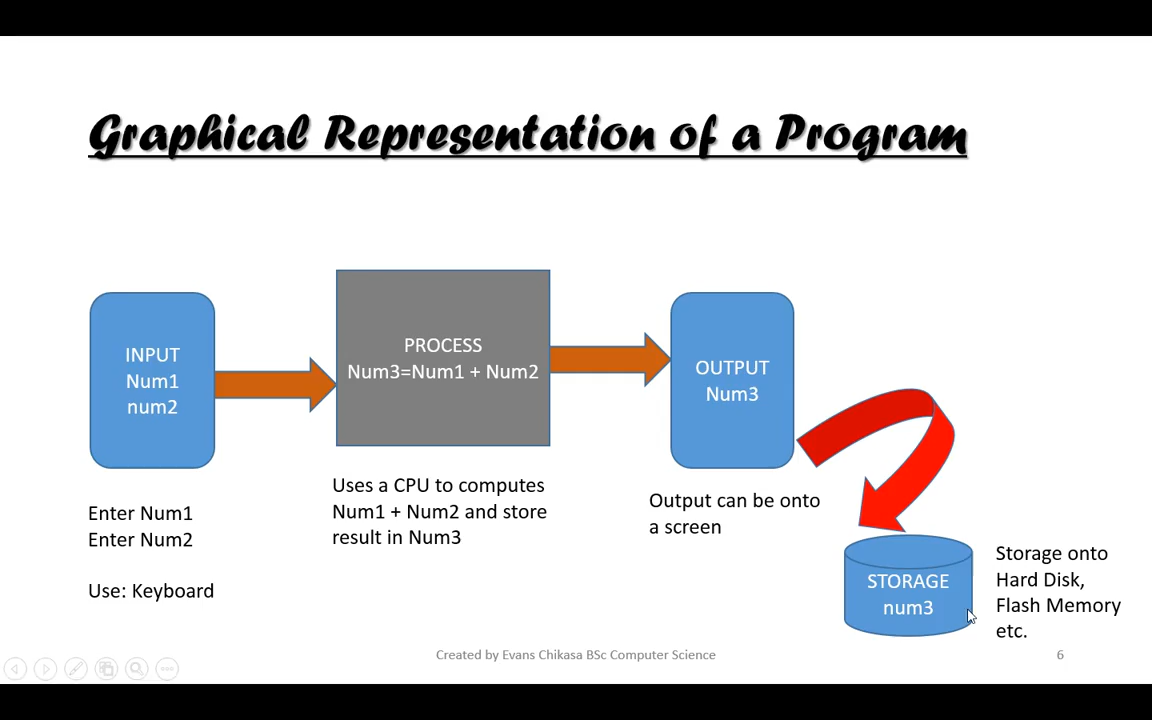 Graphical Representation of a Program
INPUT
Num1
num2
PROCESS
Num3=Num1 + Num2
OUTPUT
Num3
Enter Num1
Enter Num2
Use: Keyboard
Uses a CPU to computes
Num1 + Num2 and store
result in Num3
Output can be onto
a screen
STORAGE
num3
Storage onto
Hard Disk,
Flash Memory
etc.
Created by Evans Chikasa BSc Computer Science
6